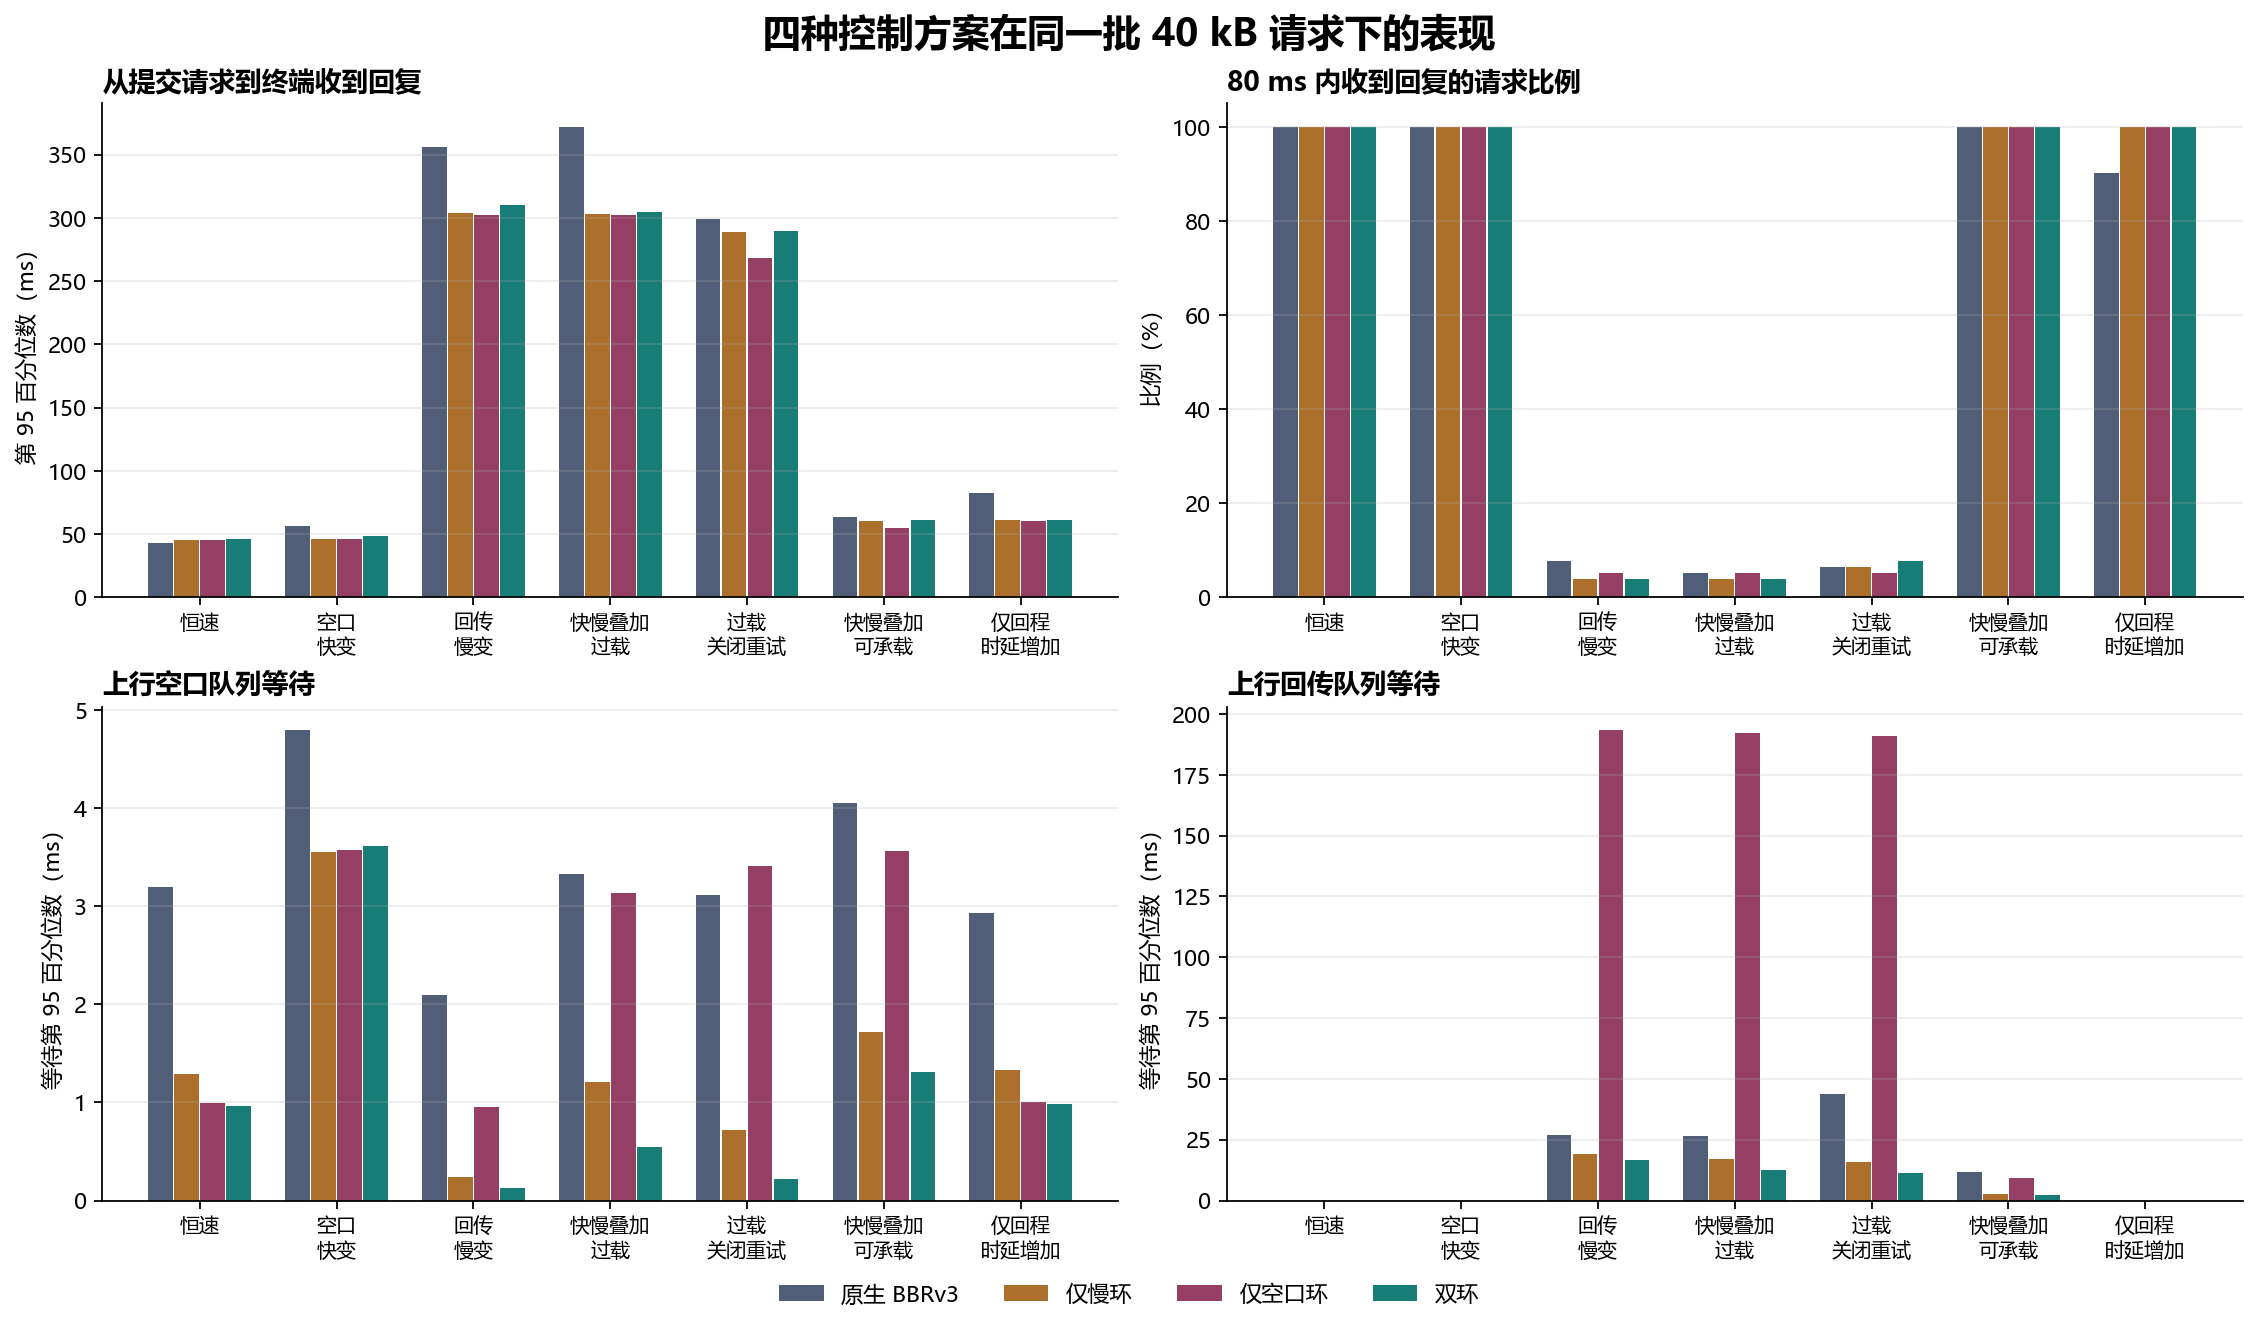 四种控制方案在同一批 40 kB 请求下的表现
从提交请求到终端收到回复
第 95 百分位数（ms）
350
300
250
200
150
100
50
0
恒速
空口
快变
回传
慢变
快慢叠加
过载
过载
关闭重试
快慢叠加
可承载
仅回程
时延增加
80 ms 内收到回复的请求比例
比例（%）
100
80
60
40
20
0
恒速
空口
快变
回传
慢变
快慢叠加
过载
过载
关闭重试
快慢叠加
可承载
仅回程
时延增加
上行空口队列等待
等待第 95 百分位数（ms）
5
4
3
2
1
0
恒速
空口
快变
回传
慢变
快慢叠加
过载
过载
关闭重试
快慢叠加
可承载
仅回程
时延增加
上行回传队列等待
等待第 95 百分位数（ms）
200
175
150
125
100
75
50
25
0
恒速
空口
快变
回传
慢变
快慢叠加
过载
过载
关闭重试
快慢叠加
可承载
仅回程
时延增加
原生 BBRv3
仅慢环
仅空口环
双环